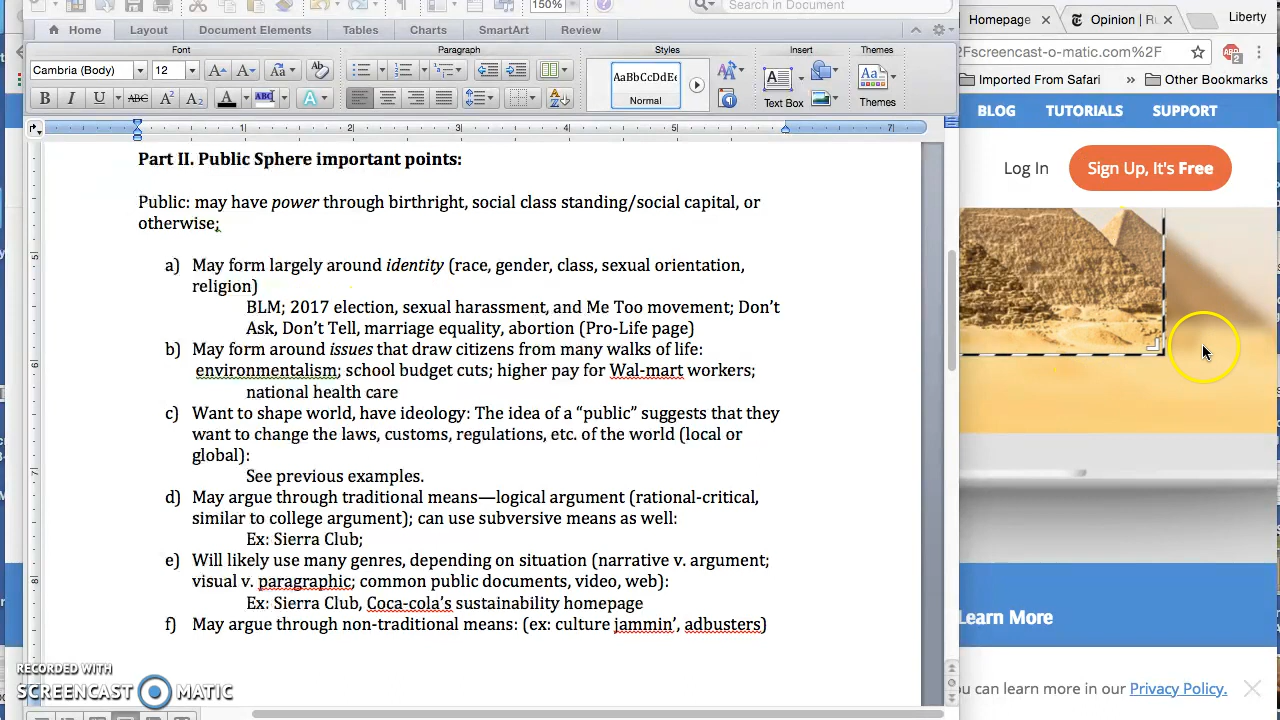 150%
Search in Document
Home Layout Document Elements Tables Charts SmartArt Review
Font Paragraph Styles Insert Themes
Cambria (Body) 12
AaBbCcDdEe
Normal
Text Box
Themes
Part II. Public Sphere important points:
Public: may have power through birthright, social class standing/social capital, or
otherwise;
a) May form largely around identity (race, gender, class, sexual orientation,
religion)
BLM; 2017 election, sexual harassment, and Me Too movement; Don’t
Ask, Don’t Tell, marriage equality, abortion (Pro-Life page)
b) May form around issues that draw citizens from many walks of life:
environmentalism; school budget cuts; higher pay for Wal-mart workers;
national health care
c) Want to shape world, have ideology: The idea of a “public” suggests that they
want to change the laws, customs, regulations, etc. of the world (local or
global):
See previous examples.
d) May argue through traditional means—logical argument (rational-critical,
similar to college argument); can use subversive means as well:
Ex: Sierra Club;
e) Will likely use many genres, depending on situation (narrative v. argument;
visual v. paragraphic; common public documents, video, web):
Ex: Sierra Club, Coca-cola’s sustainability homepage
f) May argue through non-traditional means: (ex: culture jammin’, adbusters)
RECORDED WITH
SCREENCAST MATIC
Homepage Opinion | Ru Liberty
2Fscreencast-o-matic.com%2F
2
Imported From Safari » Other Bookmarks
BLOG TUTORIALS SUPPORT
Log In Sign Up, It's Free
Learn More
ou can learn more in our Privacy Policy.